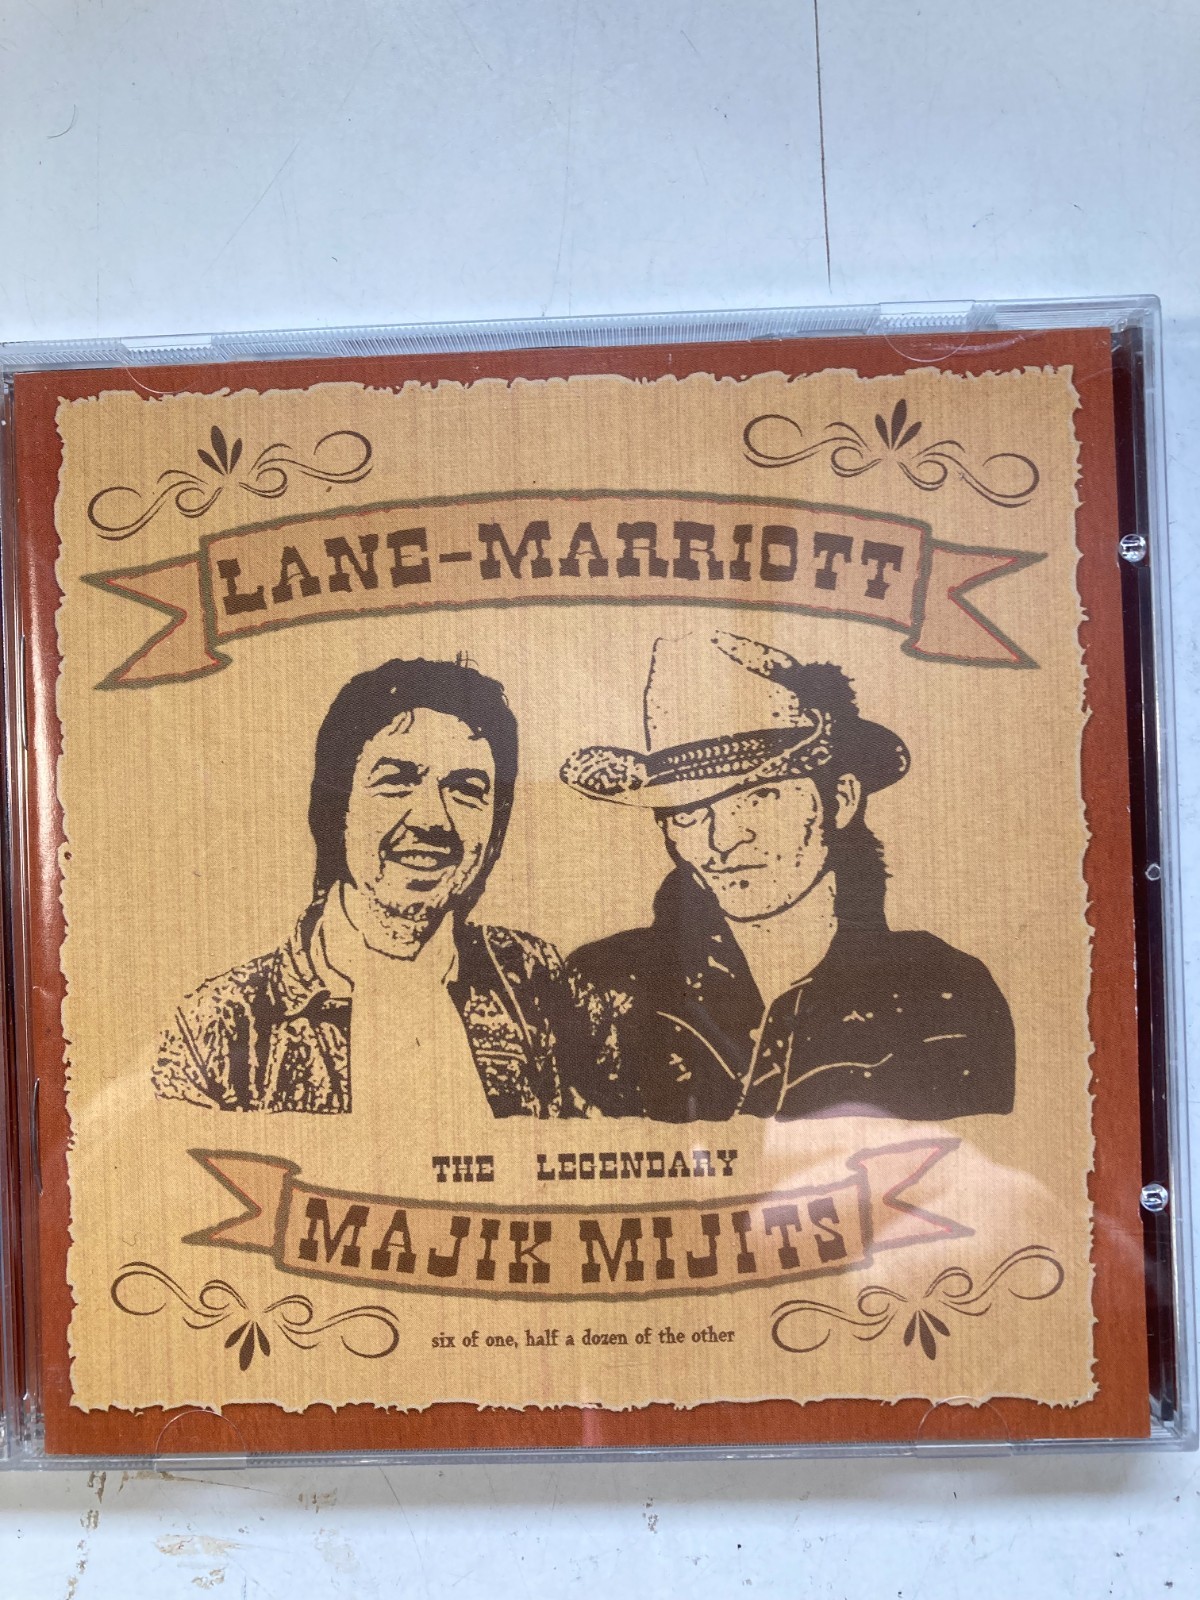 LANE-MARRIOTT
THE LEGENDARY
MAJIK MIJITS
six of one, half a dozen of the other